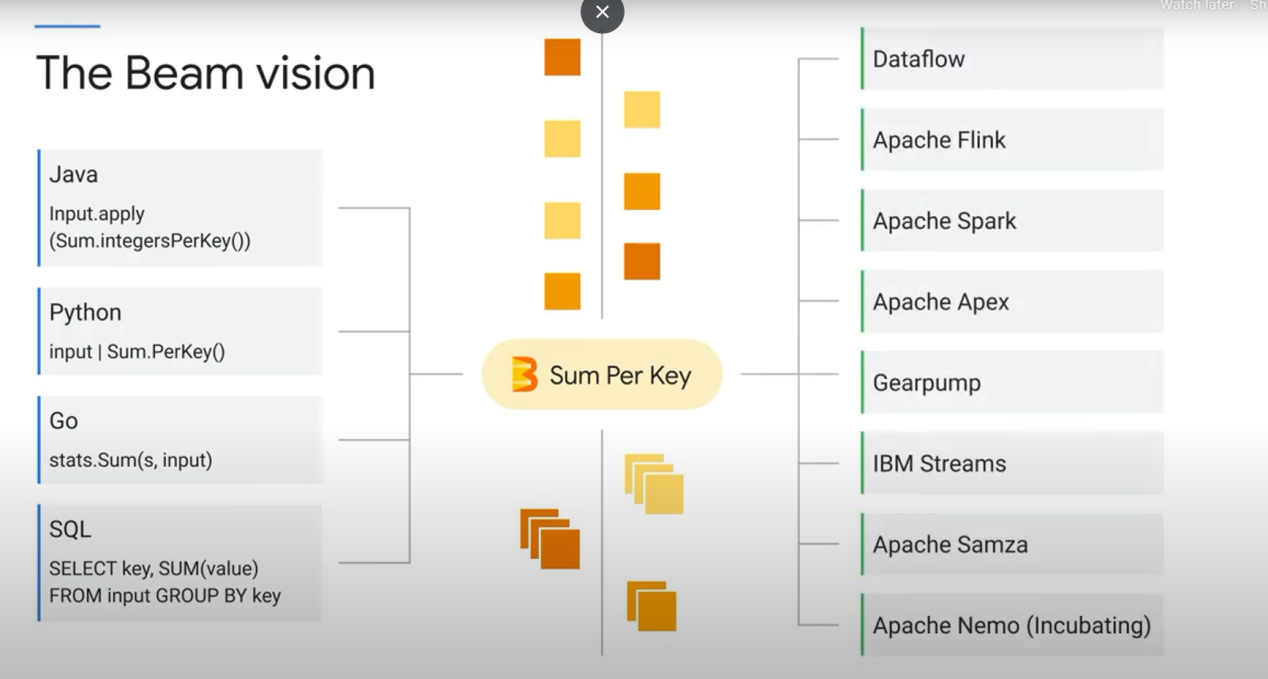 Watch later
Sh
The Beam vision
Java
Input.apply
(Sum.integersPerKey())
Python
input | Sum.PerKey()
Go
stats.Sum(s, input)
SQL
SELECT key, SUM(value)
FROM input GROUP BY key
Sum Per Key
Dataflow
Apache Flink
Apache Spark
Apache Apex
Gearpump
IBM Streams
Apache Samza
Apache Nemo (Incubating)